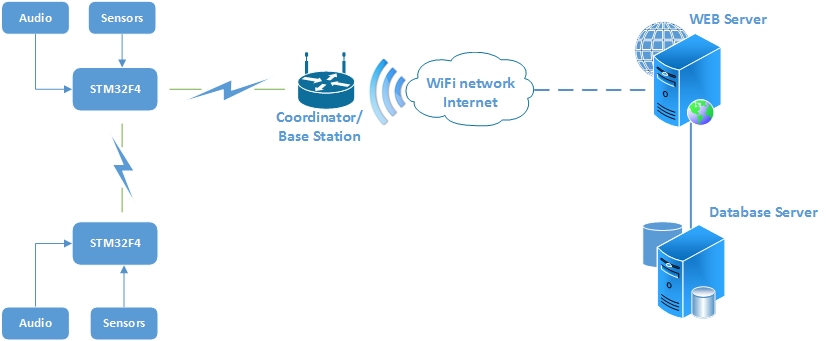 Audio
Sensors
STM32F4
Coordinator/
Base Station
WiFi network
Internet
WEB Server
STM32F4
Audio
Sensors
Database Server